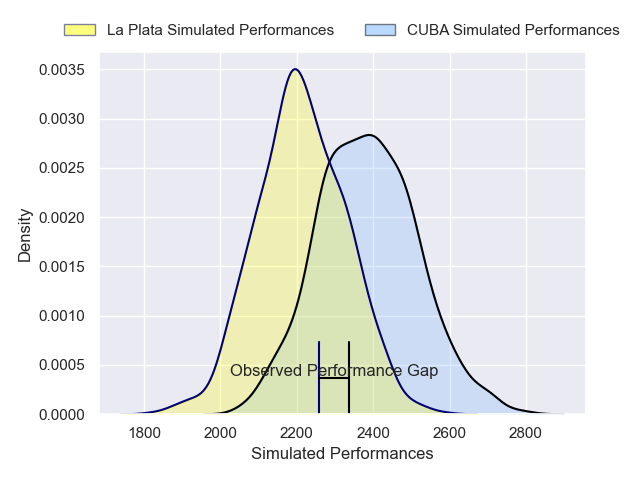 La Plata Simulated Performances CUBA Simulated Performances
0.0035
0.0030
0.0025
0.0020
0.0015
0.0010
0.0005
0.0000
Density
Observed Performance Gap
1800 2000 2200 2400 2600 2800
Simulated Performances